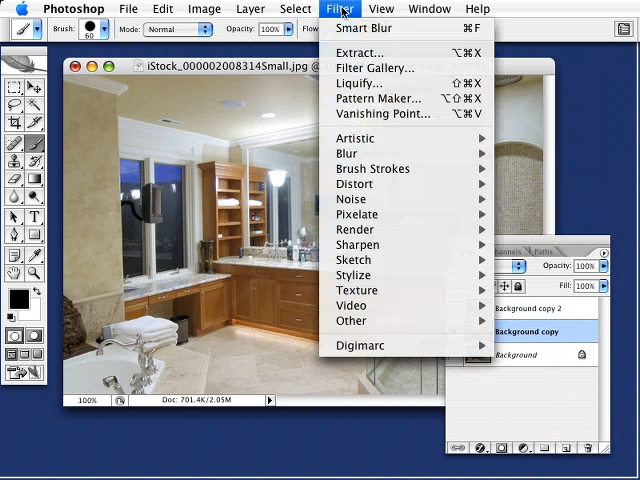 Photoshop File Edit Image Layer Select Filter View Window Help
Brush: 60 Mode: Normal Opacity: 100% Flow
iStock_000002008314Small.jpg @
Smart Blur ⌘F
Extract... ⌥⌘X
Filter Gallery...
Liquify... ⇧⌘X
Pattern Maker... ⌥⇧⌘X
Vanishing Point... ⌥⌘V
Artistic
Blur
Brush Strokes
Distort
Noise
Pixelate
Render
Sharpen
Sketch
Stylize
Texture
Video
Other
Digimarc
Paths
Opacity: 100%
Fill: 100%
Background copy 2
Background copy
Background
100% Doc: 701.4K/2.05M